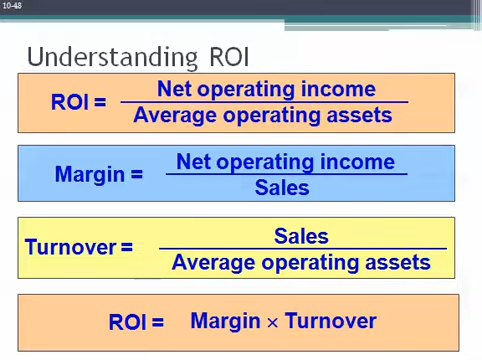 10-48
Understanding ROI
ROI = Net operating income
Average operating assets
Margin = Net operating income
Sales
Turnover = Sales
Average operating assets
ROI = Margin × Turnover